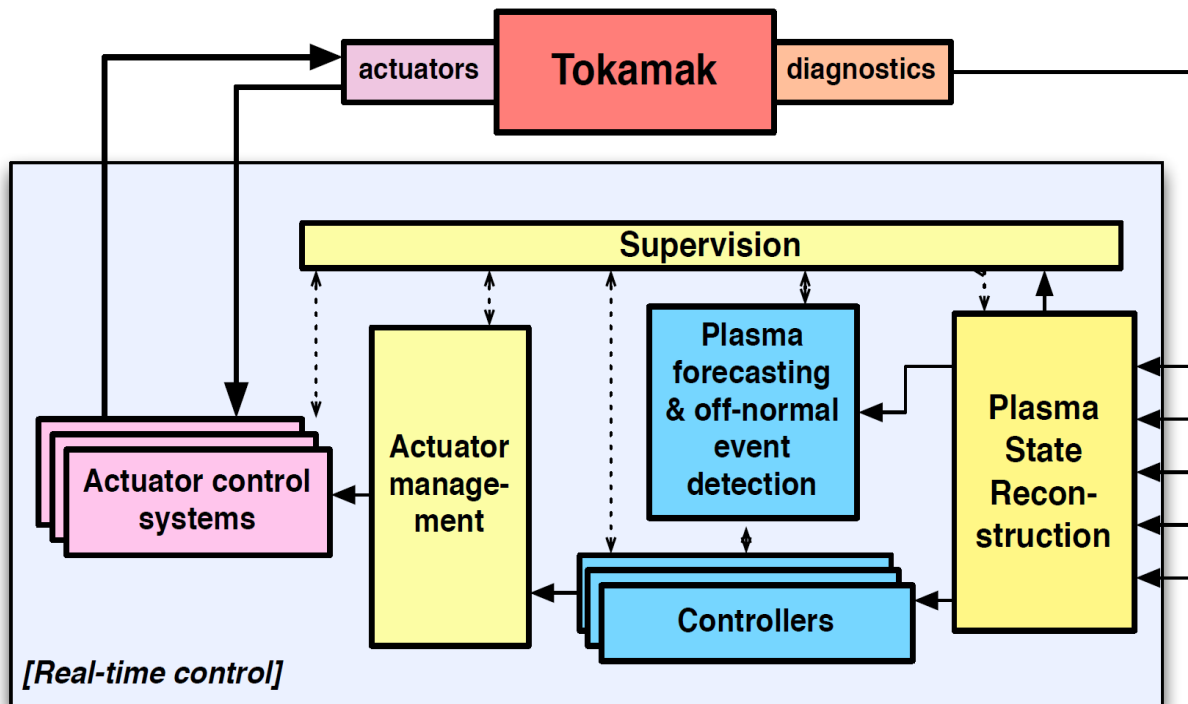 actuators
Tokamak
diagnostics
Supervision
Plasma
forecasting
& off-normal
event
detection
Plasma
State
Recon-
struction
Actuator
manage-
ment
Actuator control
systems
Controllers
[Real-time control]